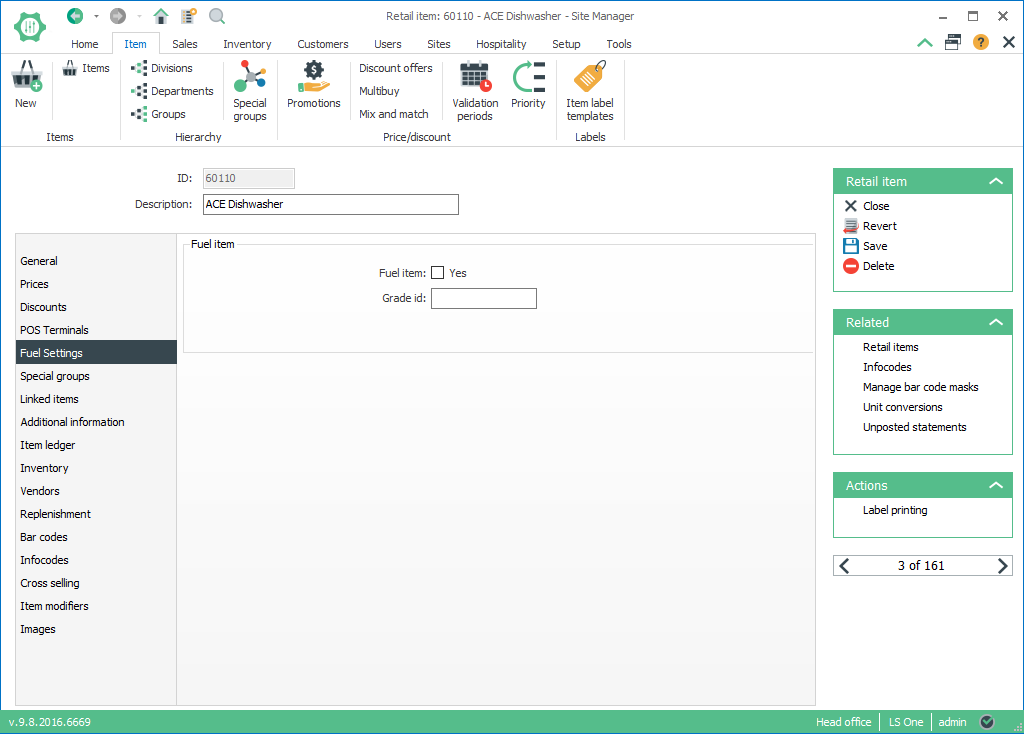 Retail item: 60110 - ACE Dishwasher - Site Manager
Home Item Sales Inventory Customers Users Sites Hospitality Setup Tools
New
Items
Items
Divisions
Departments
Groups
Special groups
Hierarchy
Promotions
Discount offers
Multibuy
Mix and match
Validation periods
Priority
Price/discount
Item label templates
Labels
ID: 60110
Description: ACE Dishwasher
General
Prices
Discounts
POS Terminals
Fuel Settings
Special groups
Linked items
Additional information
Item ledger
Inventory
Vendors
Replenishment
Bar codes
Infocodes
Cross selling
Item modifiers
Images
Fuel item
Fuel item: Yes
Grade id:
Retail item
Close
Revert
Save
Delete
Related
Retail items
Infocodes
Manage bar code masks
Unit conversions
Unposted statements
Actions
Label printing
3 of 161
v.9.8.2016.6669
Head office LS One admin